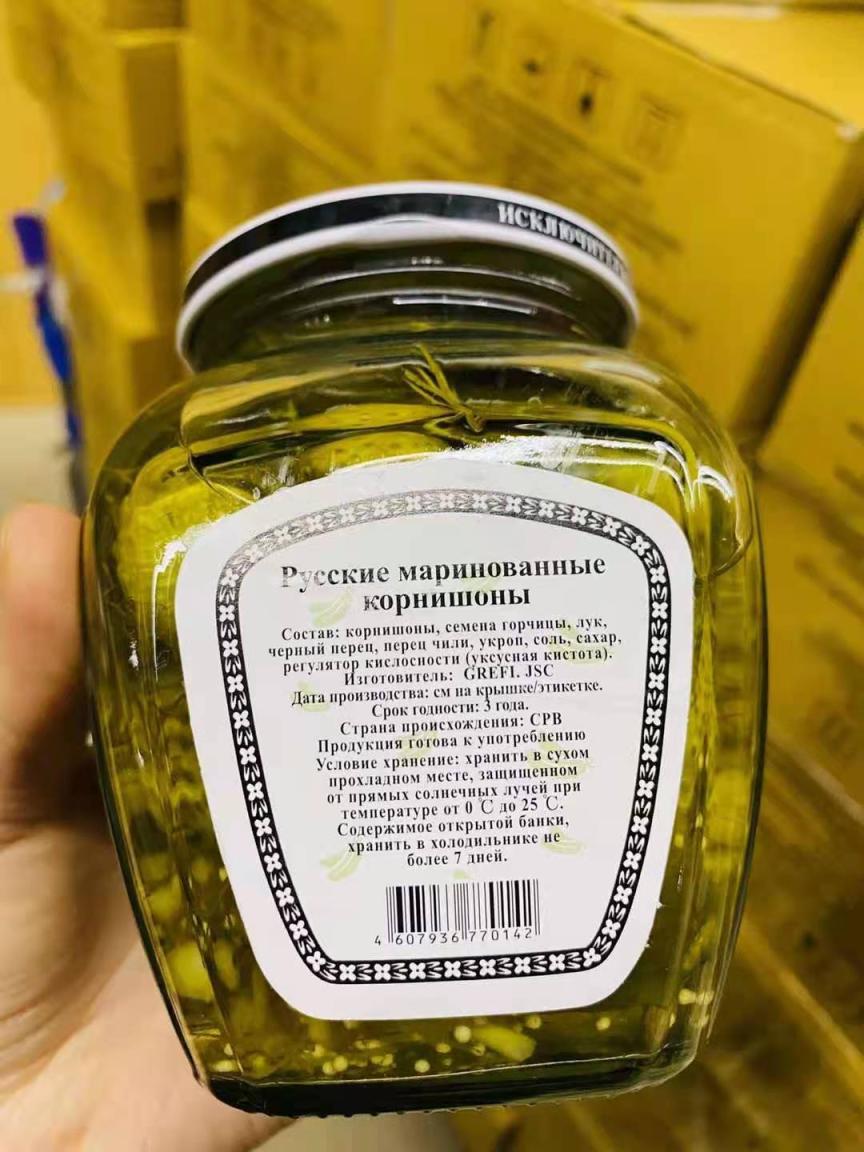 Русские маринованные
корнишоны
Состав: корнишоны, семена горчицы, лук,
черный перец, перец чили, укроп, соль, сахар,
регулятор кислосности (уксусная кистота).
Изготовитель: GREFI. JSC
Дата производства: см на крышке/этикетке.
Срок годности: 3 года.
Страна происхождения: СРВ
Продукция готова к употреблению
Условие хранение: хранить в сухом
прохладном месте, защищенном
от прямых солнечных лучей при
температуре от 0 ℃ до 25 ℃.
Содержимое открытой банки,
хранить в холодильнике не
более 7 дней.
4 607936 770142